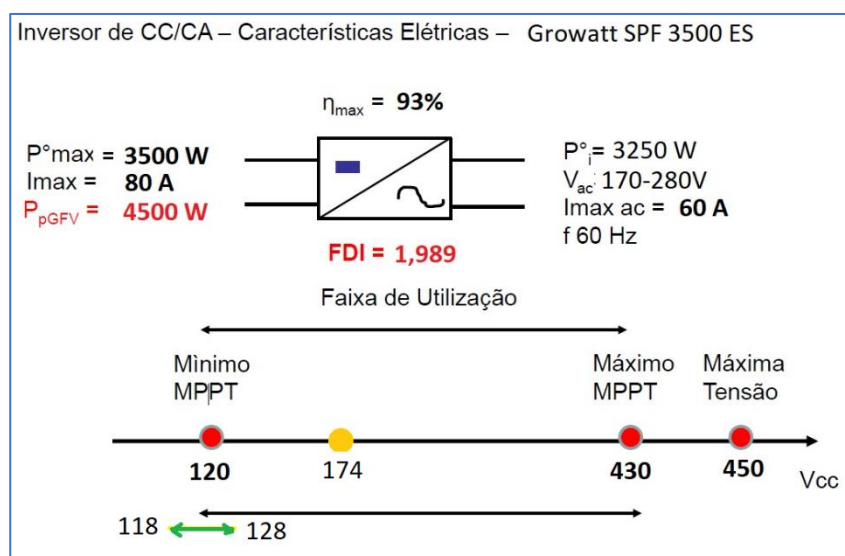 Inversor de CC/CA – Características Elétricas – Growatt SPF 3500 ES
η max = 93%
P°max = 3500 W
Imax = 80 A
PpGFV = 4500 W
P°i= 3250 W
Vac: 170-280V
Imax ac = 60 A
f 60 Hz
FDI = 1,989
Faixa de Utilização
Mìnimo
MPPT
Máximo
MPPT
Máxima
Tensão
120
174
430
450
Vcc
118
128